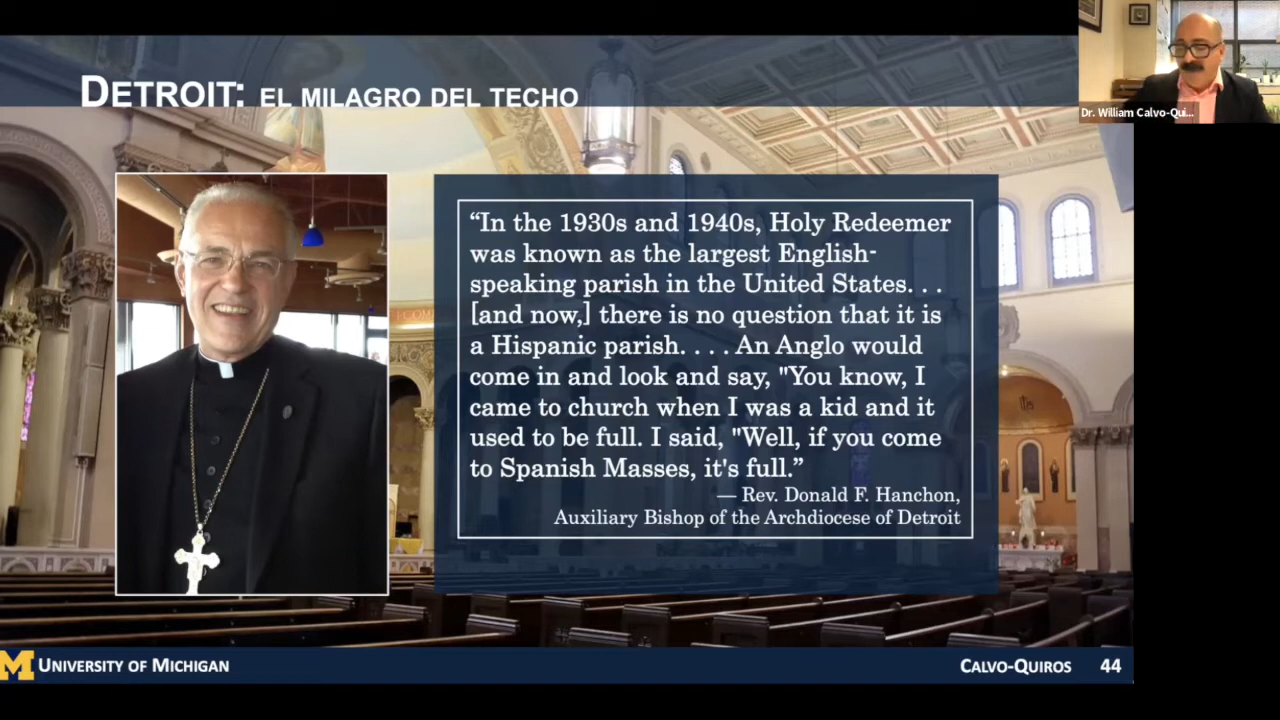 DETROIT: EL MILAGRO DEL TECHO
Dr. William Calvo-Qui...
“In the 1930s and 1940s, Holy Redeemer
was known as the largest English-
speaking parish in the United States. . .
[and now,] there is no question that it is
a Hispanic parish. . . . An Anglo would
come in and look and say, "You know, I
came to church when I was a kid and it
used to be full. I said, "Well, if you come
to Spanish Masses, it's full.”
— Rev. Donald F. Hanchon,
Auxiliary Bishop of the Archdiocese of Detroit
M UNIVERSITY OF MICHIGAN
CALVO-QUIROS 44